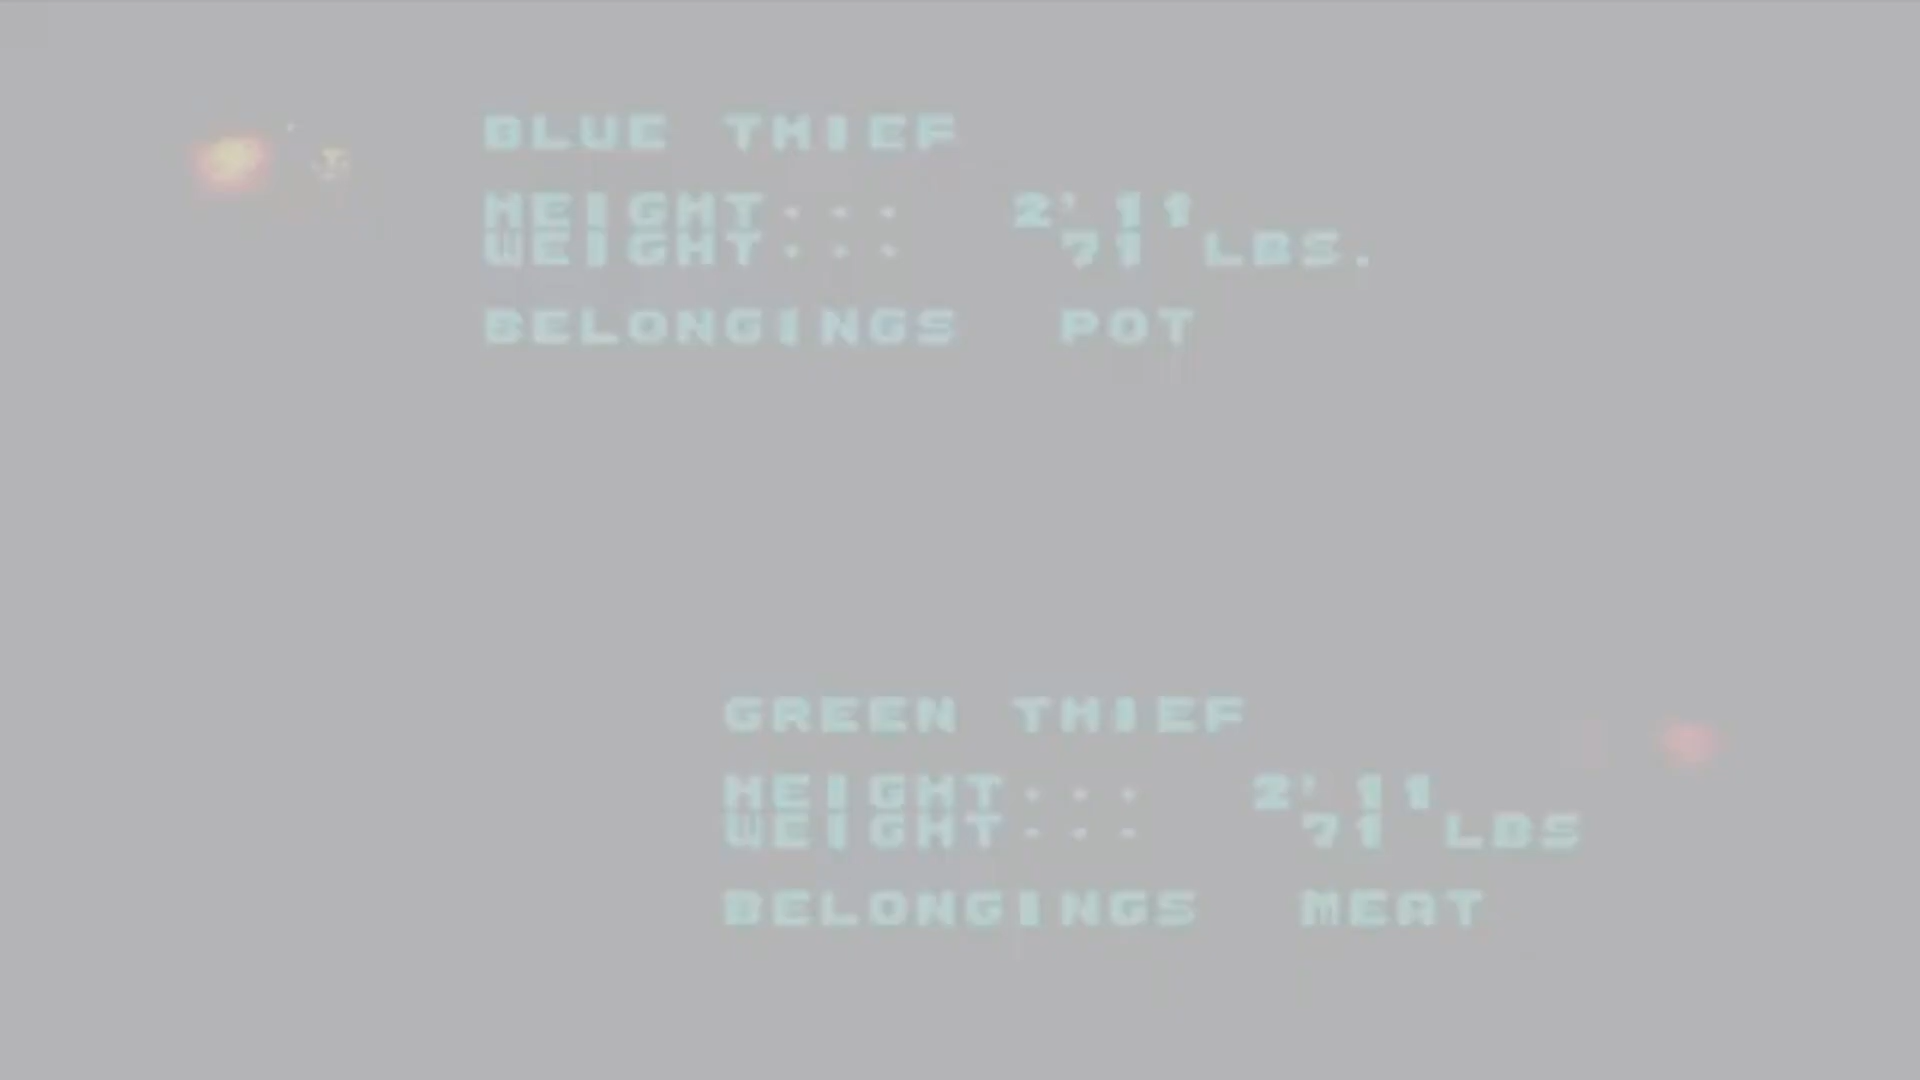 BLUE THIEF
HEIGHT... 2'11
WEIGHT... 71 LBS.
BELONGINGS POT
GREEN THIEF
HEIGHT... 2'11
WEIGHT... 71 LBS
BELONGINGS MEAT